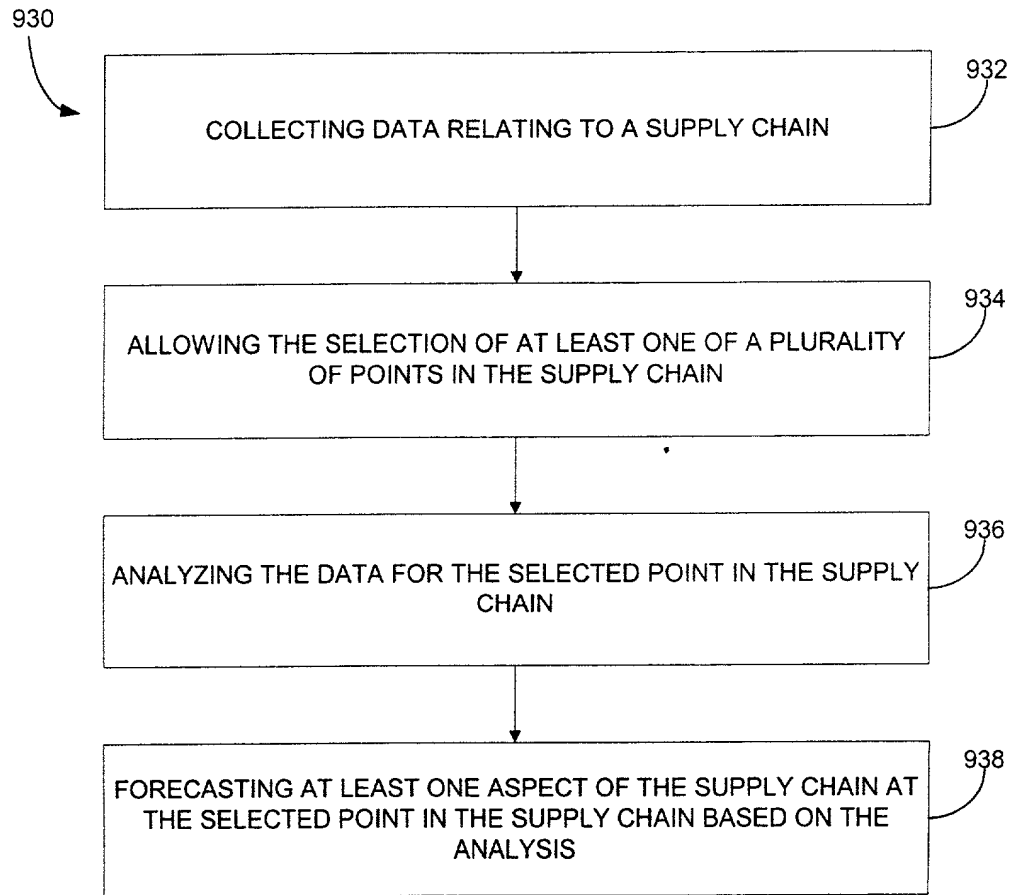 930
932
COLLECTING DATA RELATING TO A SUPPLY CHAIN
934
ALLOWING THE SELECTION OF AT LEAST ONE OF A PLURALITY
OF POINTS IN THE SUPPLY CHAIN
936
ANALYZING THE DATA FOR THE SELECTED POINT IN THE SUPPLY
CHAIN
938
FORECASTING AT LEAST ONE ASPECT OF THE SUPPLY CHAIN AT
THE SELECTED POINT IN THE SUPPLY CHAIN BASED ON THE
ANALYSIS